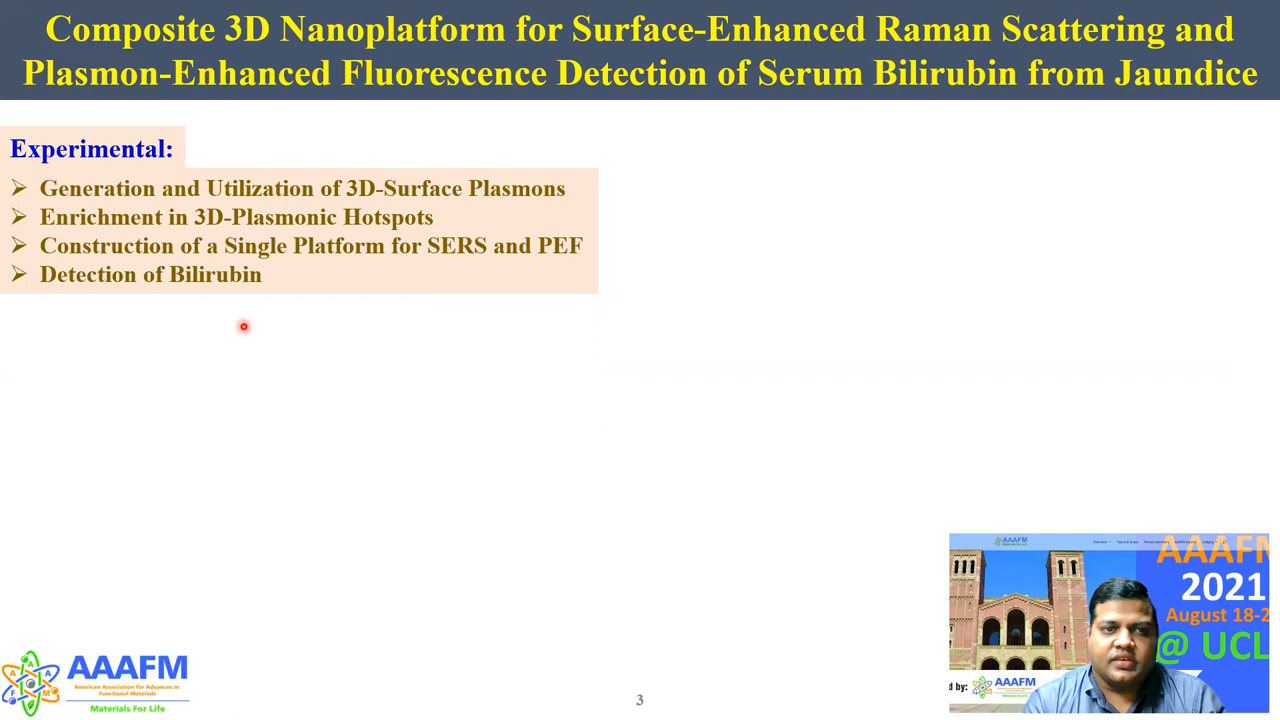 Composite 3D Nanoplatform for Surface-Enhanced Raman Scattering and
Plasmon-Enhanced Fluorescence Detection of Serum Bilirubin from Jaundice
Experimental:
➢ Generation and Utilization of 3D-Surface Plasmons
➢ Enrichment in 3D-Plasmonic Hotspots
➢ Construction of a Single Platform for SERS and PEF
➢ Detection of Bilirubin
AAAFM
American Association for Advances in
Functional Materials
Materials For Life
3
AAAFM
AAAFM
2021
August 18-2
@ UCL
d by:
AAAFM